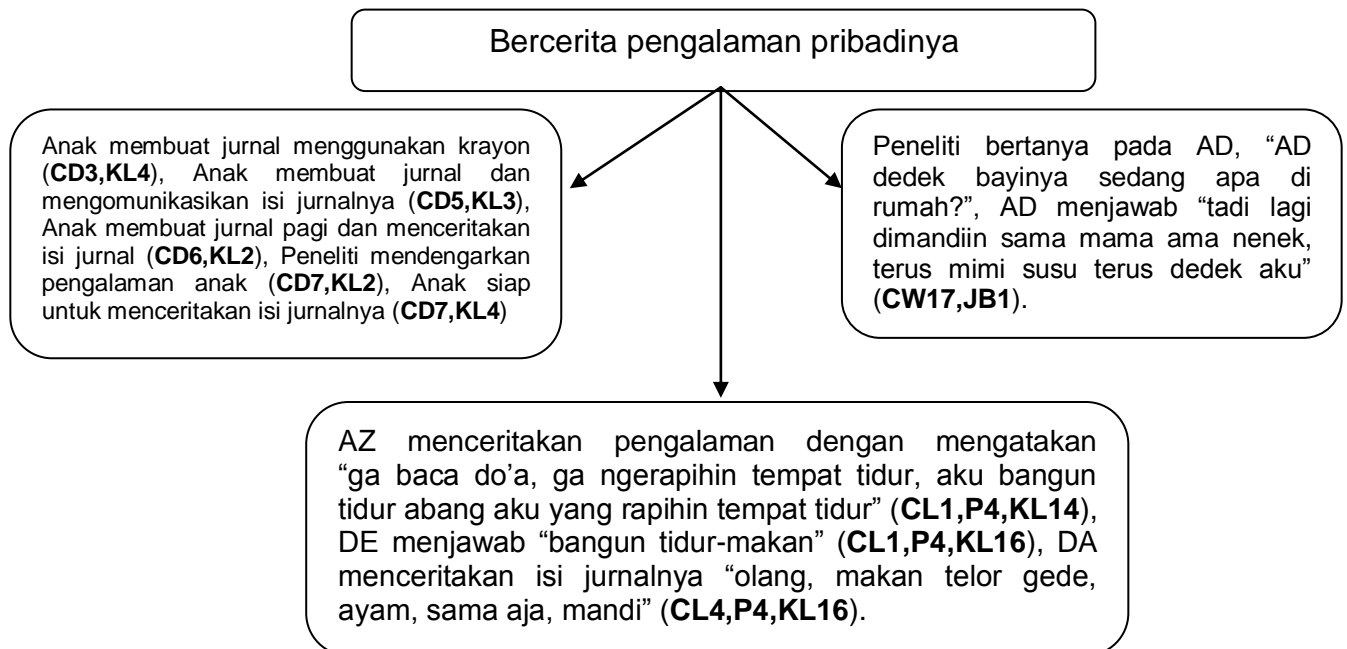 Bercerita pengalaman pribadinya
Anak membuat jurnal menggunakan krayon
(CD3,KL4), Anak membuat jurnal dan
mengomunikasikan isi jurnalnya (CD5,KL3),
Anak membuat jurnal pagi dan menceritakan
isi jurnal (CD6,KL2), Peneliti mendengarkan
pengalaman anak (CD7,KL2), Anak siap
untuk menceritakan isi jurnalnya (CD7,KL4)
Peneliti bertanya pada AD, “AD
dedek bayinya sedang apa di
rumah?”, AD menjawab “tadi lagi
dimandiin sama mama ama nenek,
terus mimi susu terus dedek aku”
(CW17,JB1).
AZ menceritakan pengalaman dengan mengatakan
“ga baca do’a, ga ngerapihin tempat tidur, aku bangun
tidur abang aku yang rapihin tempat tidur” (CL1,P4,KL14),
DE menjawab “bangun tidur-makan” (CL1,P4,KL16), DA
menceritakan isi jurnalnya “olang, makan telor gede,
ayam, sama aja, mandi” (CL4,P4,KL16).